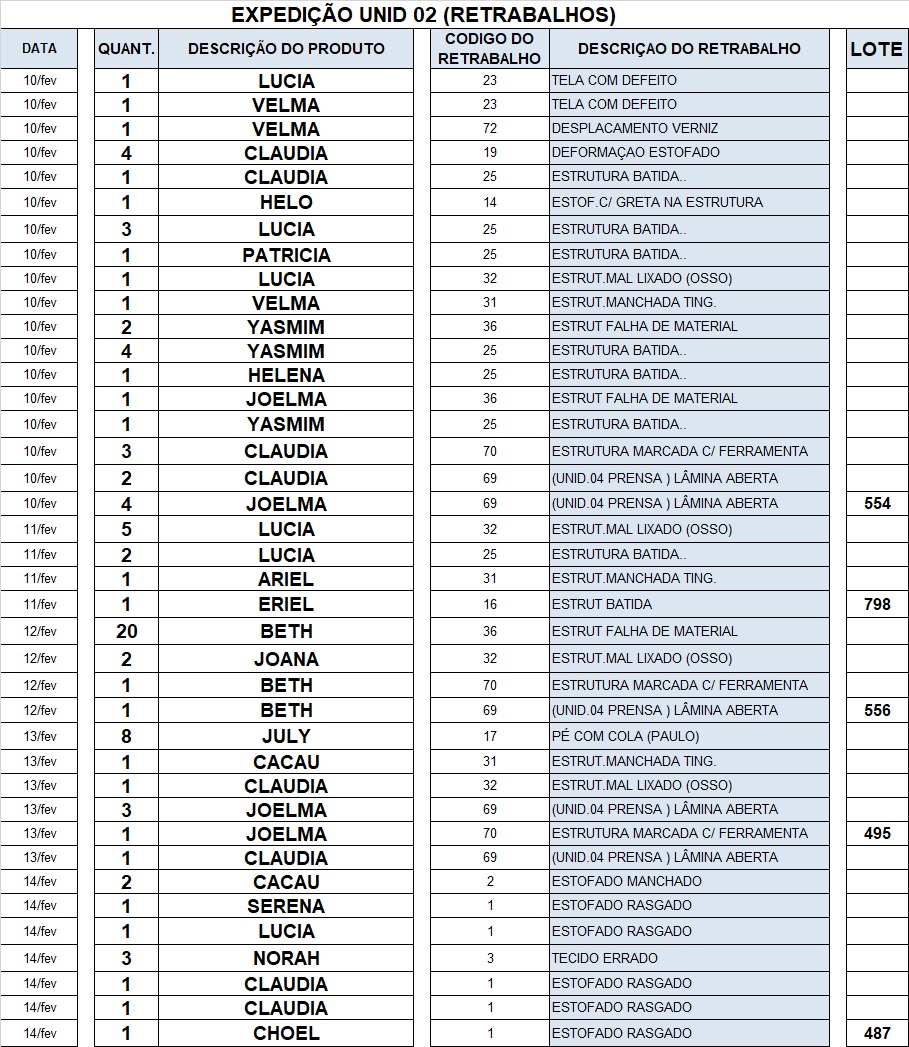 EXPEDIÇÃO UNID 02 (RETRABALHOS)
DATA QUANT. DESCRIÇÃO DO PRODUTO CODIGO DO RETRABALHO DESCRIÇAO DO RETRABALHO LOTE
10/fev 1 LUCIA 23 TELA COM DEFEITO
10/fev 1 VELMA 23 TELA COM DEFEITO
10/fev 1 VELMA 72 DESPLACAMENTO VERNIZ
10/fev 4 CLAUDIA 19 DEFORMAÇAO ESTOFADO
10/fev 1 CLAUDIA 25 ESTRUTURA BATIDA..
10/fev 1 HELO 14 ESTOF.C/ GRETA NA ESTRUTURA
10/fev 3 LUCIA 25 ESTRUTURA BATIDA..
10/fev 1 PATRICIA 25 ESTRUTURA BATIDA..
10/fev 1 LUCIA 32 ESTRUT.MAL LIXADO (OSSO)
10/fev 1 VELMA 31 ESTRUT.MANCHADA TING.
10/fev 2 YASMIM 36 ESTRUT FALHA DE MATERIAL
10/fev 4 YASMIM 25 ESTRUTURA BATIDA..
10/fev 1 HELENA 25 ESTRUTURA BATIDA..
10/fev 1 JOELMA 36 ESTRUT FALHA DE MATERIAL
10/fev 1 YASMIM 25 ESTRUTURA BATIDA..
10/fev 3 CLAUDIA 70 ESTRUTURA MARCADA C/ FERRAMENTA
10/fev 2 CLAUDIA 69 (UNID.04 PRENSA ) LÂMINA ABERTA
10/fev 4 JOELMA 69 (UNID.04 PRENSA ) LÂMINA ABERTA 554
11/fev 5 LUCIA 32 ESTRUT.MAL LIXADO (OSSO)
11/fev 2 LUCIA 25 ESTRUTURA BATIDA..
11/fev 1 ARIEL 31 ESTRUT.MANCHADA TING.
11/fev 1 ERIEL 16 ESTRUT BATIDA 798
12/fev 20 BETH 36 ESTRUT FALHA DE MATERIAL
12/fev 2 JOANA 32 ESTRUT.MAL LIXADO (OSSO)
12/fev 1 BETH 70 ESTRUTURA MARCADA C/ FERRAMENTA
12/fev 1 BETH 69 (UNID.04 PRENSA ) LÂMINA ABERTA 556
13/fev 8 JULY 17 PÉ COM COLA (PAULO)
13/fev 1 CACAU 31 ESTRUT.MANCHADA TING.
13/fev 1 CLAUDIA 32 ESTRUT.MAL LIXADO (OSSO)
13/fev 3 JOELMA 69 (UNID.04 PRENSA ) LÂMINA ABERTA
13/fev 1 JOELMA 70 ESTRUTURA MARCADA C/ FERRAMENTA 495
13/fev 1 CLAUDIA 69 (UNID.04 PRENSA ) LÂMINA ABERTA
14/fev 2 CACAU 2 ESTOFADO MANCHADO
14/fev 1 SERENA 1 ESTOFADO RASGADO
14/fev 1 LUCIA 1 ESTOFADO RASGADO
14/fev 3 NORAH 3 TECIDO ERRADO
14/fev 1 CLAUDIA 1 ESTOFADO RASGADO
14/fev 1 CLAUDIA 1 ESTOFADO RASGADO
14/fev 1 CHOEL 1 ESTOFADO RASGADO 487